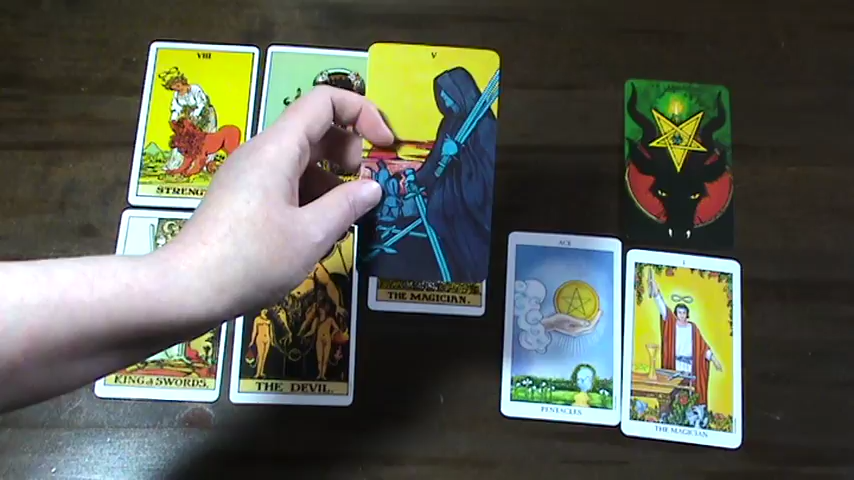 VIII
STRENG
V
KING of SWORDS.
THE DEVIL.
THE MAGICIAN.
ACE
PENTACLES
I
THE MAGICIAN